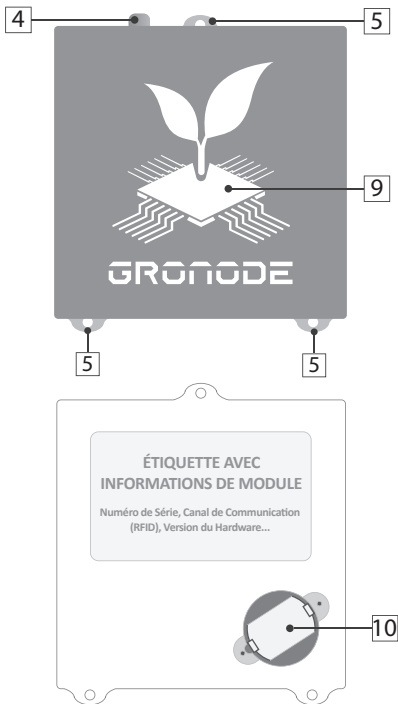 4
5
9
GRONODE
5
5
ÉTIQUETTE AVEC
INFORMATIONS DE MODULE
Numéro de Série, Canal de Communication
(RFID), Version du Hardware...
10